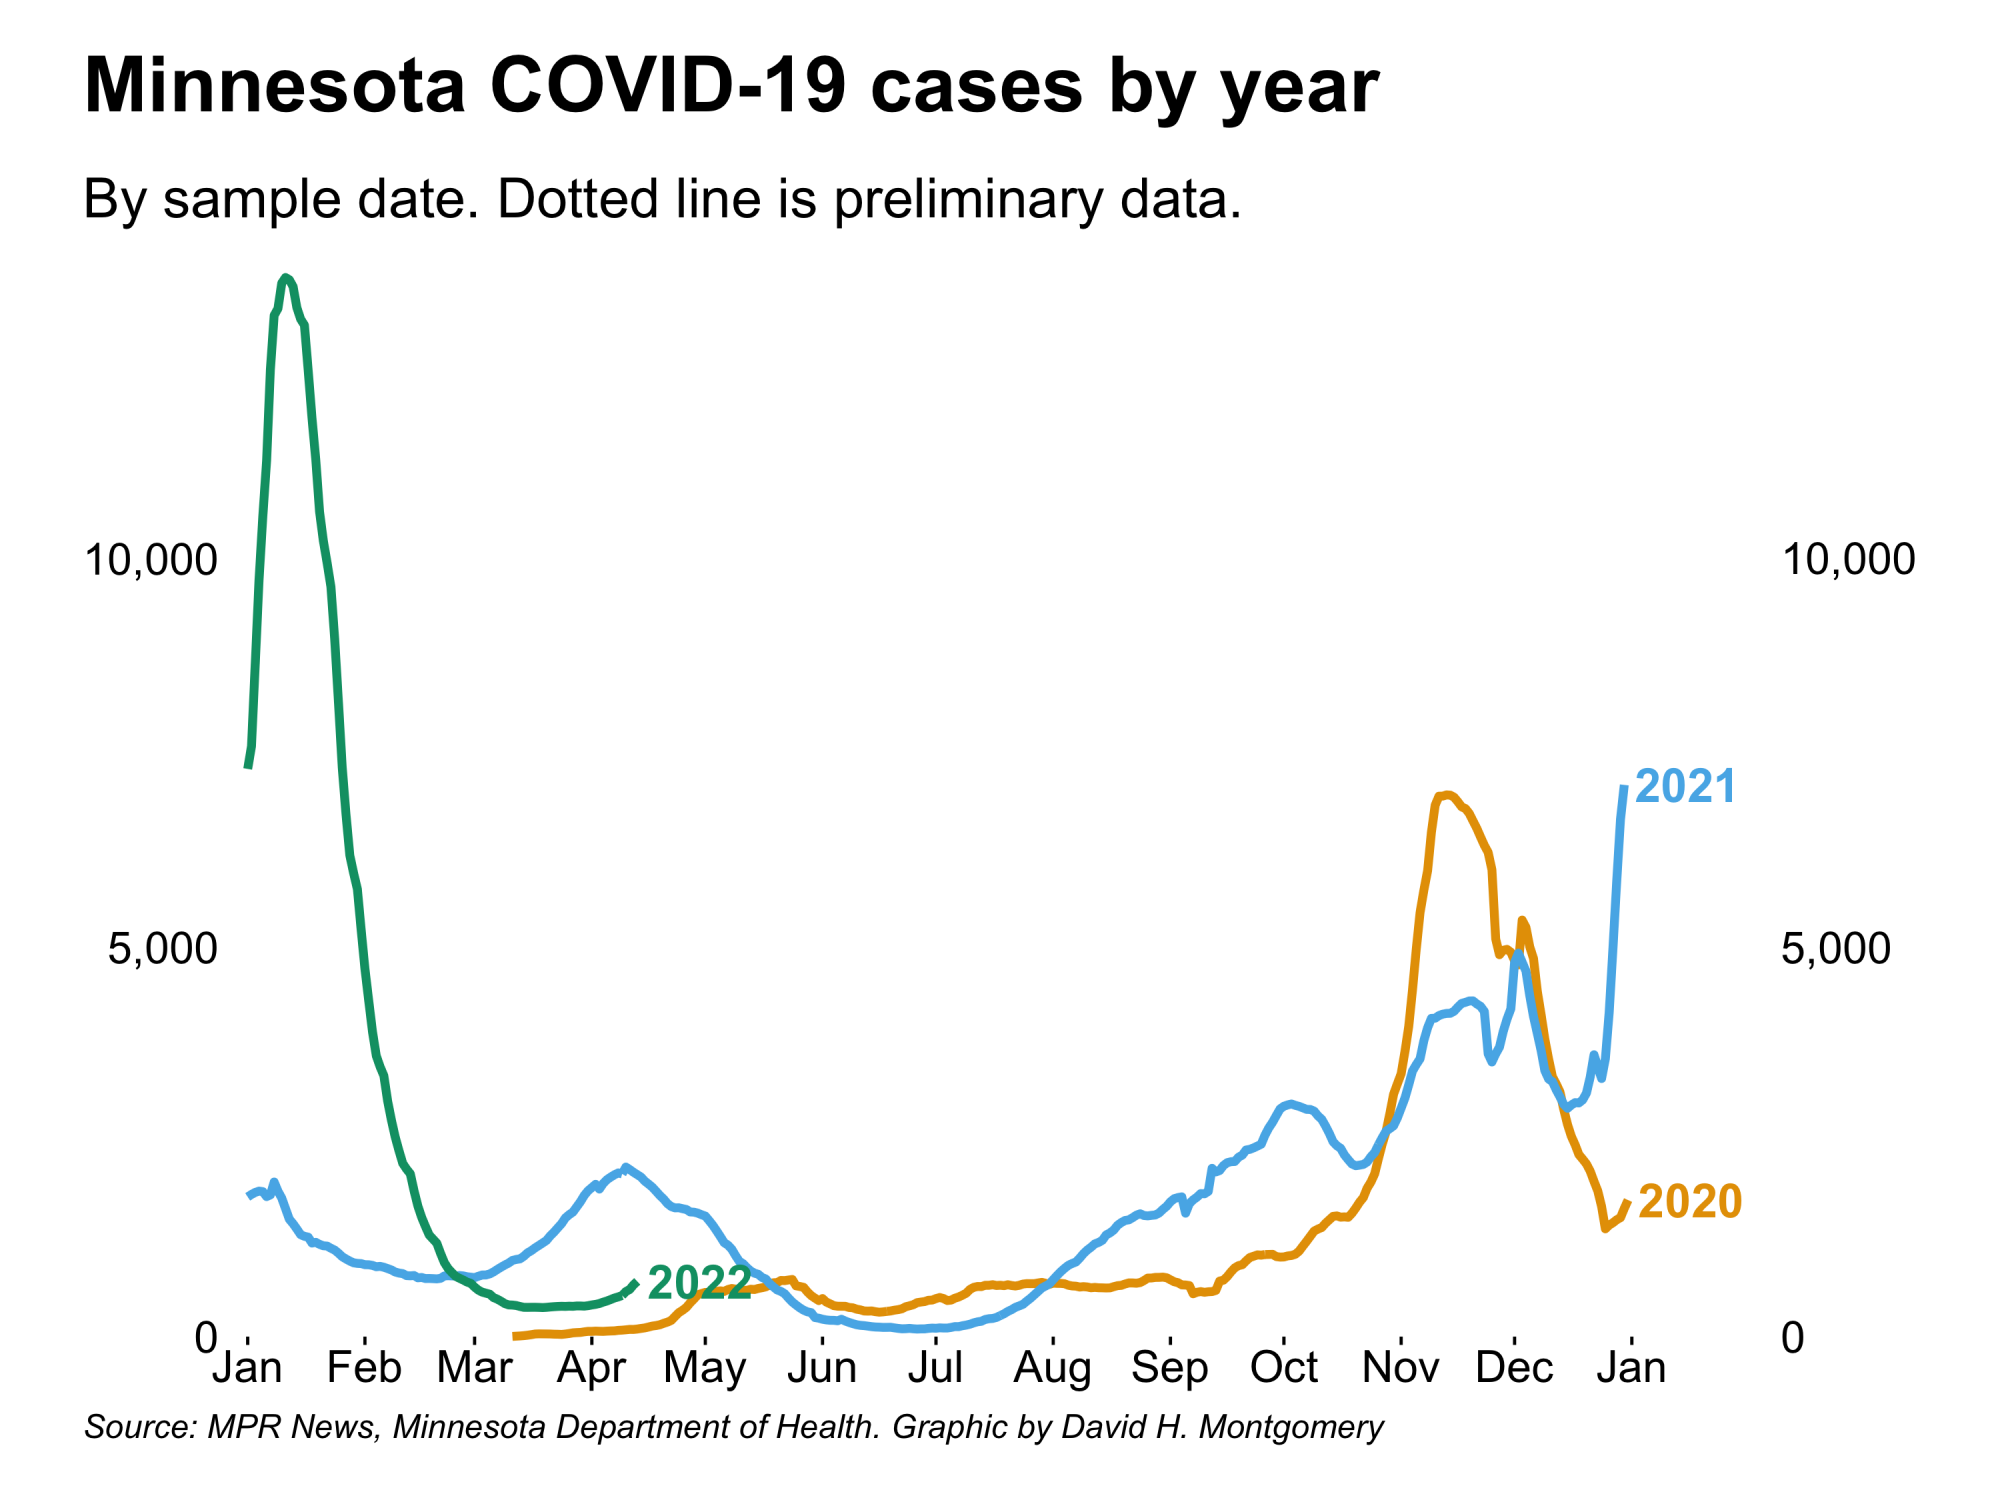 Minnesota COVID-19 cases by year
By sample date. Dotted line is preliminary data.
10,000 10,000
2021
5,000 5,000
2020
2022
0 0
Jan Feb Mar Apr May Jun Jul Aug Sep Oct Nov Dec Jan
Source: MPR News, Minnesota Department of Health. Graphic by David H. Montgomery